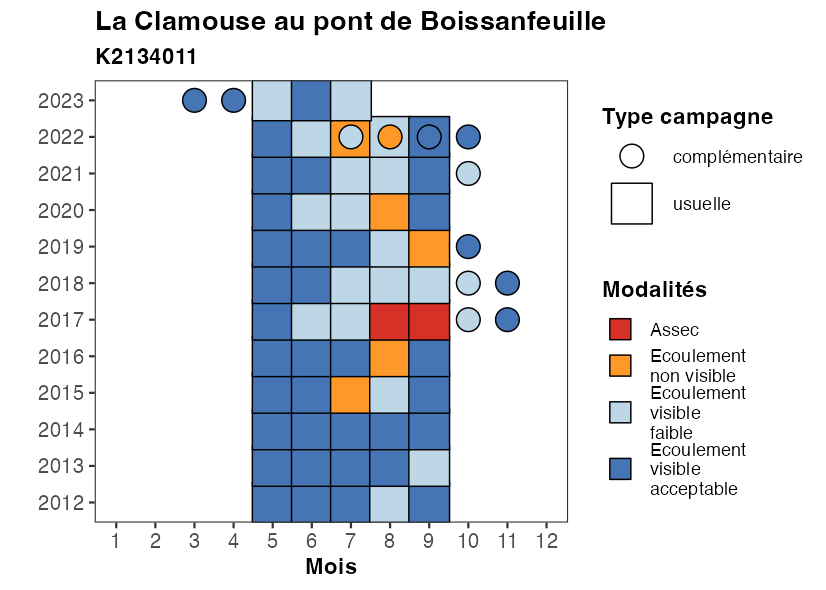 La Clamouse au pont de Boissanfeuille
K2134011
2023
2022
2021
2020
2019
2018
2017
2016
2015
2014
2013
2012
1 2 3 4 5 6 7 8 9 10 11 12
Mois
Type campagne
complémentaire
usuelle
Modalités
Assec
Ecoulement
non visible
Ecoulement
visible
faible
Ecoulement
visible
acceptable